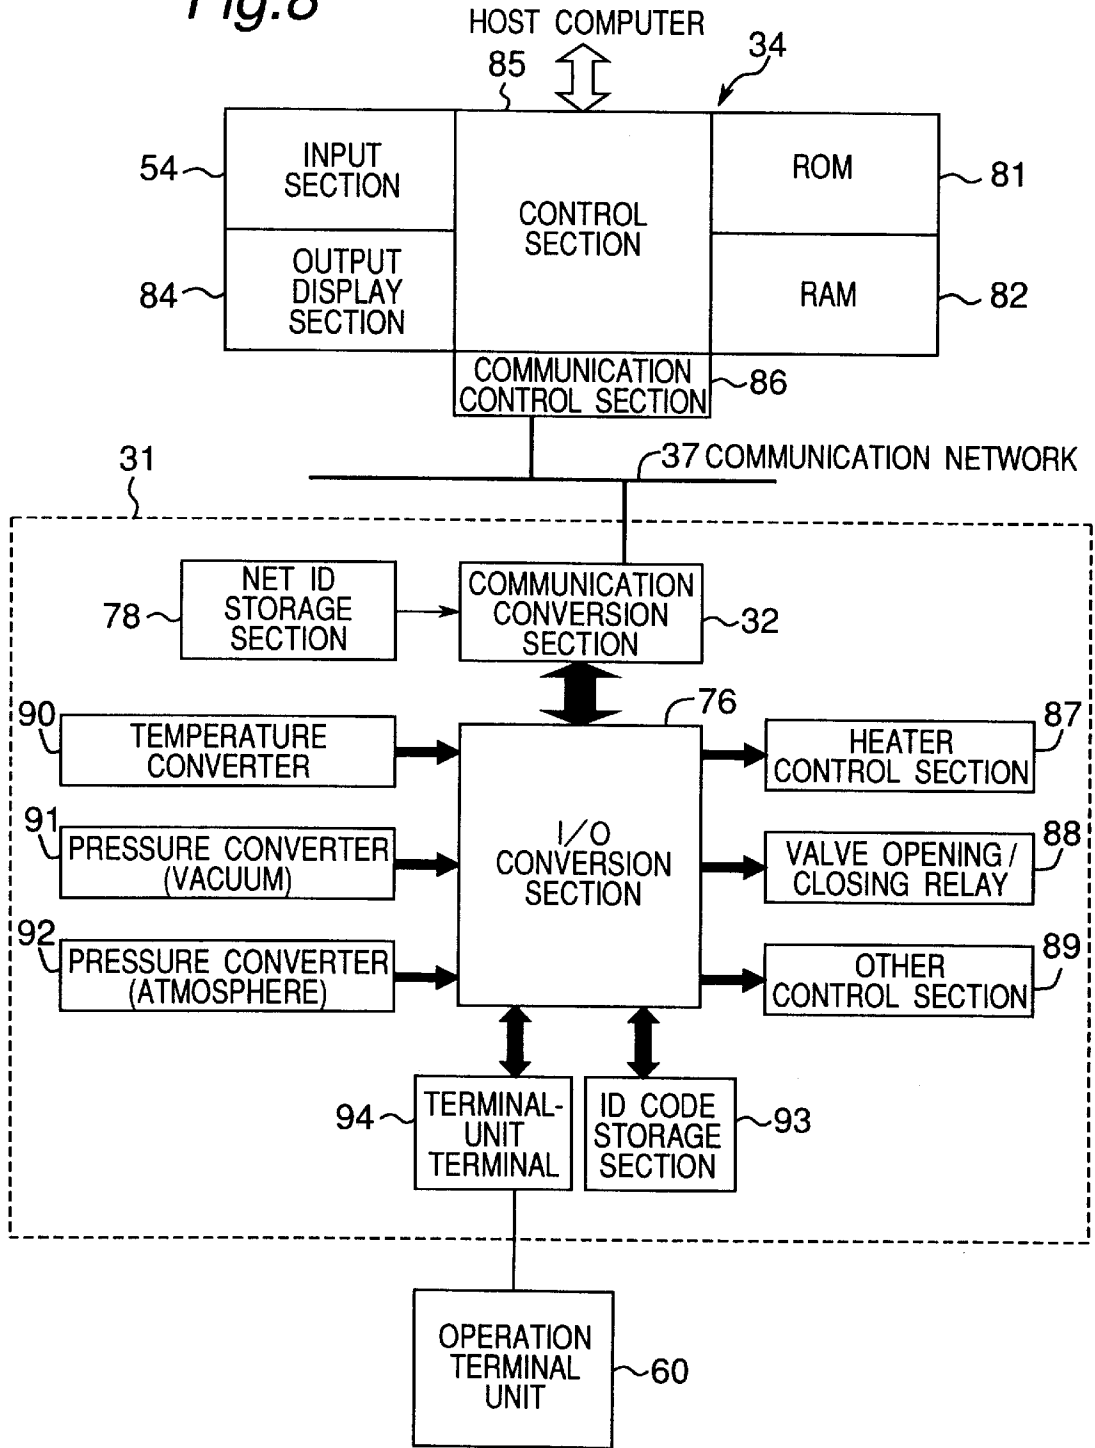 Fig.8
HOST COMPUTER
85
34
54
INPUT
SECTION
CONTROL
SECTION
ROM
81
84
OUTPUT
DISPLAY
SECTION
RAM
82
COMMUNICATION
CONTROL SECTION
86
31
37 COMMUNICATION NETWORK
78
NET ID
STORAGE
SECTION
COMMUNICATION
CONVERSION
SECTION
32
90
TEMPERATURE
CONVERTER
76
87
HEATER
CONTROL SECTION
91
PRESSURE CONVERTER
(VACUUM)
I/O
CONVERSION
SECTION
88
VALVE OPENING/
CLOSING RELAY
92
PRESSURE CONVERTER
(ATMOSPHERE)
89
OTHER
CONTROL SECTION
94
TERMINAL-
UNIT
TERMINAL
ID CODE
STORAGE
SECTION
93
OPERATION
TERMINAL
UNIT
60